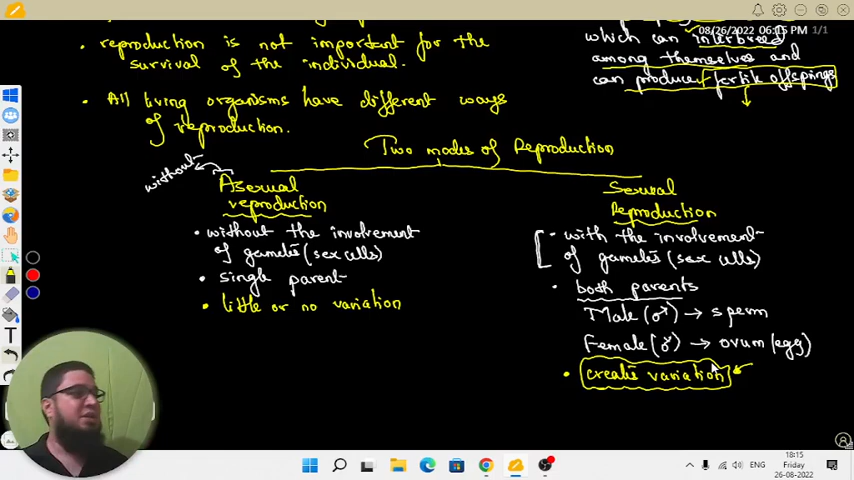 08/26/2022 06:15 PM 1/1
which can interbreed
among themselves and
can produce fertile offsprings
• reproduction is not important for the
survival of the individual.
• All living organisms have different ways
of reproduction.
Two modes of Reproduction
without
Asexual
reproduction
• without the involvement
of gametes (sex cells)
• single parent
• little or no variation
Sexual
Reproduction
• with the involvement
of gametes (sex cells)
• both parents
Male (♂) → sperm
Female (♂) → ovum (egg)
• creates variation
T
ENG
18:15
Friday
26-08-2022